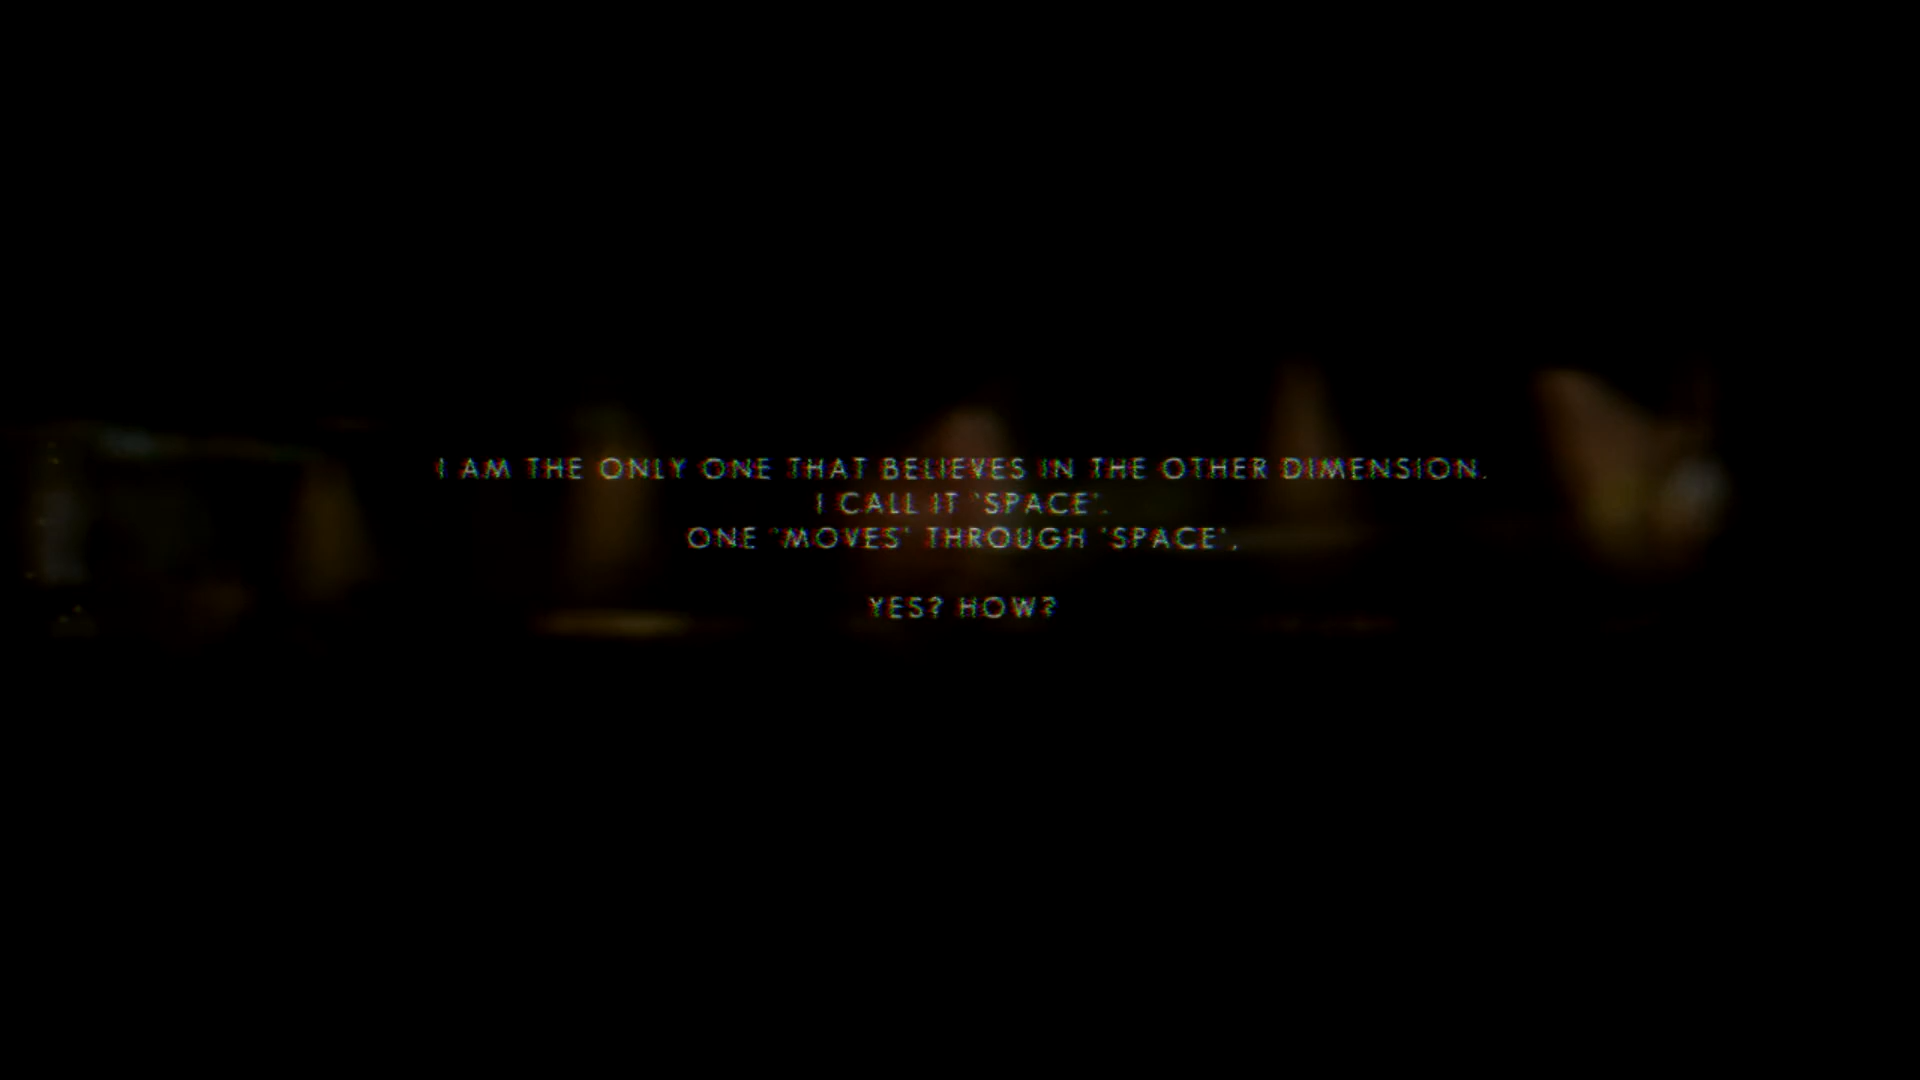 I AM THE ONLY ONE THAT BELIEVES IN THE OTHER DIMENSION.
I CALL IT 'SPACE'.
ONE 'MOVES' THROUGH 'SPACE',
YES? HOW?